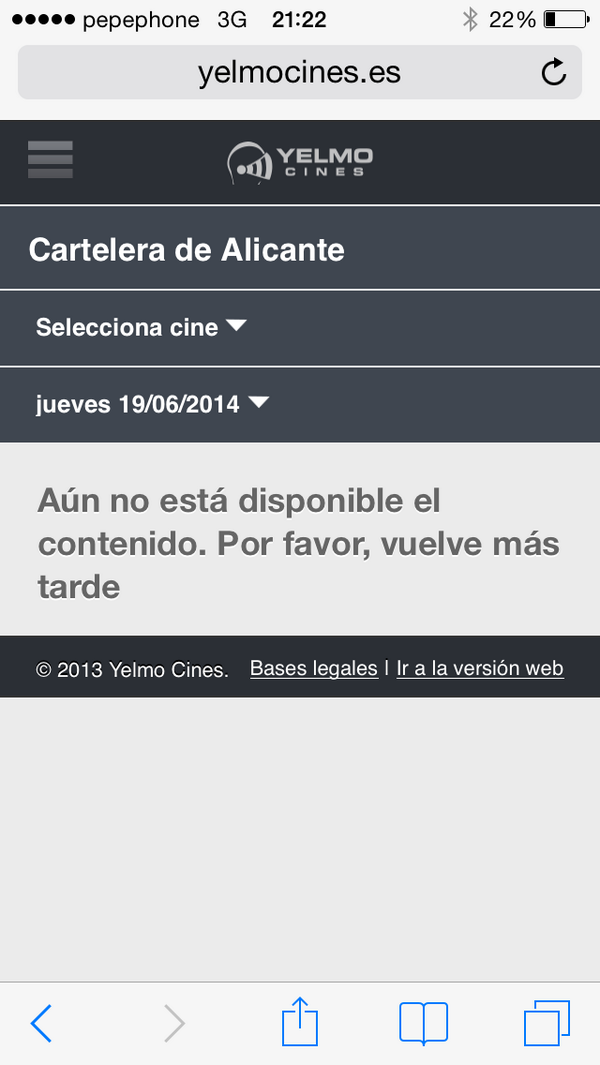 pepephone 3G 21:22 22%
yelmocines.es
YELMO
CINES
Cartelera de Alicante
Selecciona cine
jueves 19/06/2014
Aún no está disponible el
contenido. Por favor, vuelve más
tarde
© 2013 Yelmo Cines. Bases legales | Ir a la versión web